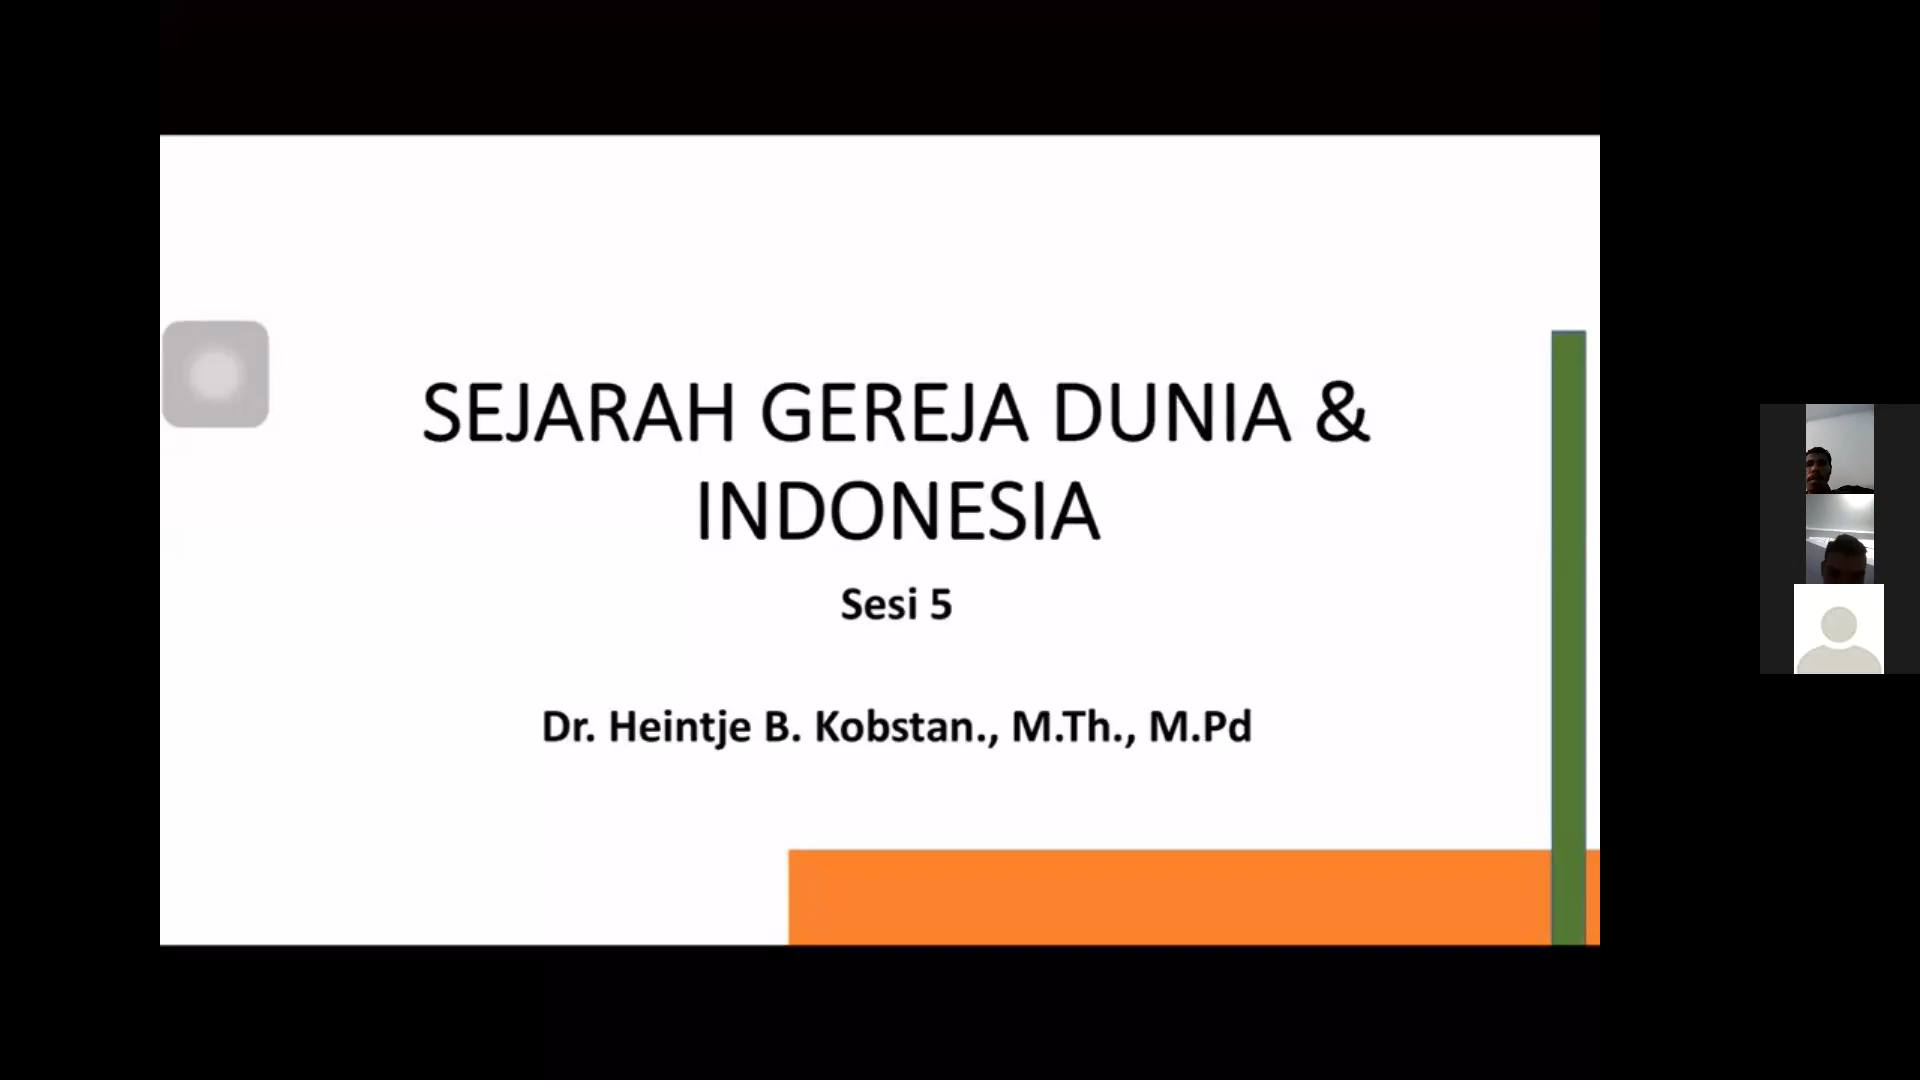 SEJARAH GEREJA DUNIA &
INDONESIA
Sesi 5
Dr. Heintje B. Kobstan., M.Th., M.Pd